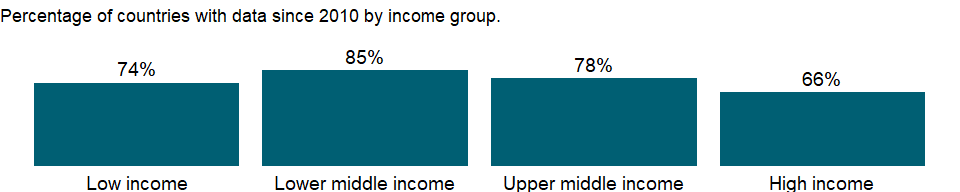 Percentage of countries with data since 2010 by income group.
74% 85% 78% 66%
Low income Lower middle income Upper middle income High income